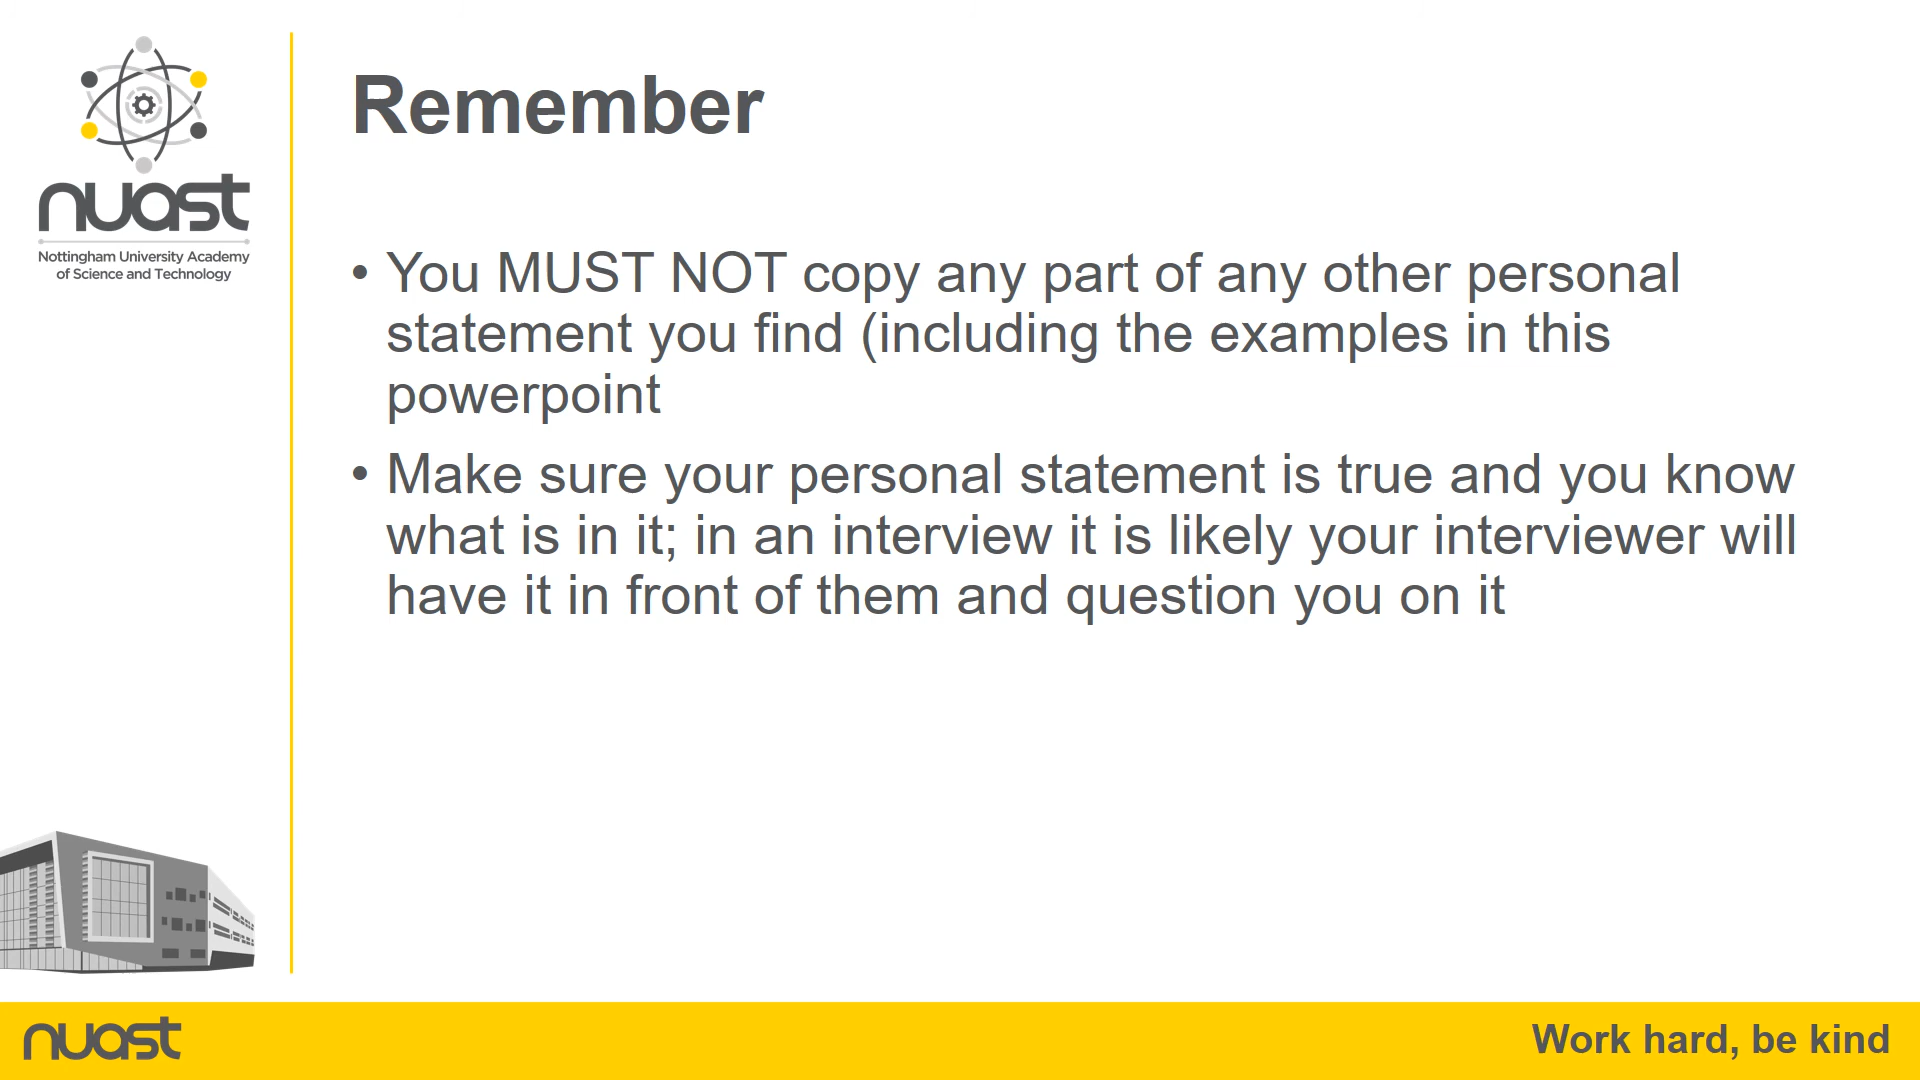 nuast
Nottingham University Academy
of Science and Technology
Remember
• You MUST NOT copy any part of any other personal
statement you find (including the examples in this
powerpoint
• Make sure your personal statement is true and you know
what is in it; in an interview it is likely your interviewer will
have it in front of them and question you on it
nuast
Work hard, be kind